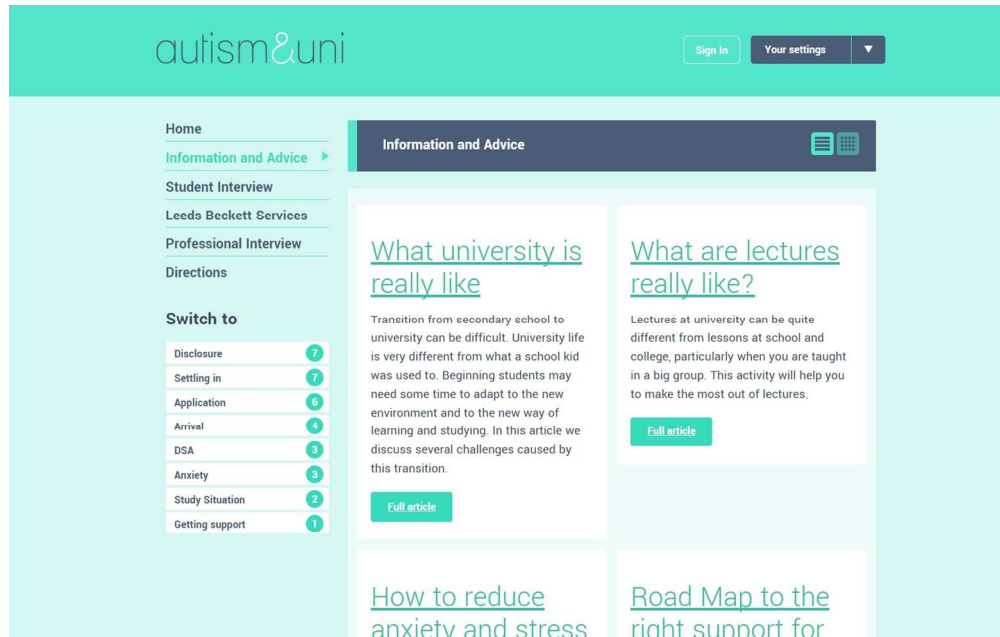 autism&uni
Sign In
Your settings
Home
Information and Advice
Student Interview
Leeds Beckett Services
Professional Interview
Directions
Switch to
Disclosure 7
Settling in 7
Application 6
Arrival 4
DSA 3
Anxiety 3
Study Situation 2
Getting support 1
Information and Advice
What university is
really like
Transition from secondary school to
university can be difficult. University life
is very different from what a school kid
was used to. Beginning students may
need some time to adapt to the new
environment and to the new way of
learning and studying. In this article we
discuss several challenges caused by
this transition.
Full article
What are lectures
really like?
Lectures at university can be quite
different from lessons at school and
college, particularly when you are taught
in a big group. This activity will help you
to make the most out of lectures.
Full article
How to reduce
anxiety and stress
Road Map to the
right support for